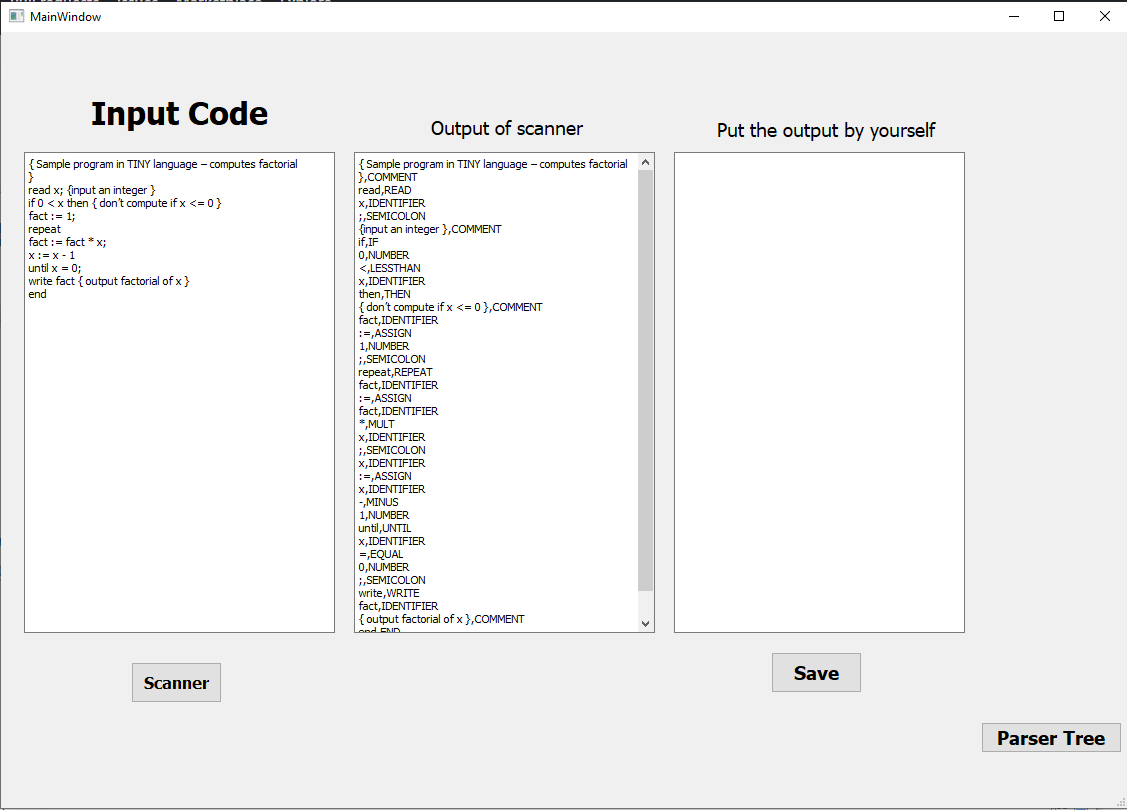 MainWindow
Input Code
Output of scanner
Put the output by yourself
{ Sample program in TINY language – computes factorial
}
read x; {input an integer }
if 0 < x then { don’t compute if x <= 0 }
fact := 1;
repeat
fact := fact * x;
x := x - 1
until x = 0;
write fact { output factorial of x }
end
{ Sample program in TINY language – computes factorial
},COMMENT
read,READ
x,IDENTIFIER
;,SEMICOLON
{input an integer },COMMENT
if,IF
0,NUMBER
<,LESSTHAN
x,IDENTIFIER
then,THEN
{ don’t compute if x <= 0 },COMMENT
fact,IDENTIFIER
:=,ASSIGN
1,NUMBER
;,SEMICOLON
repeat,REPEAT
fact,IDENTIFIER
:=,ASSIGN
fact,IDENTIFIER
*,MULT
x,IDENTIFIER
;,SEMICOLON
x,IDENTIFIER
:=,ASSIGN
x,IDENTIFIER
-,MINUS
1,NUMBER
until,UNTIL
x,IDENTIFIER
=,EQUAL
0,NUMBER
;,SEMICOLON
write,WRITE
fact,IDENTIFIER
{ output factorial of x },COMMENT
end,END
Scanner
Save
Parser Tree